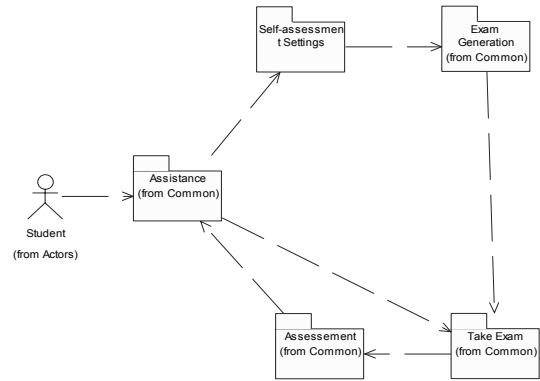 Self-assessmen
t Settings
Exam
Generation
(from Common)
Assistance
(from Common)
Student
(from Actors)
Assessement
(from Common)
Take Exam
(from Common)